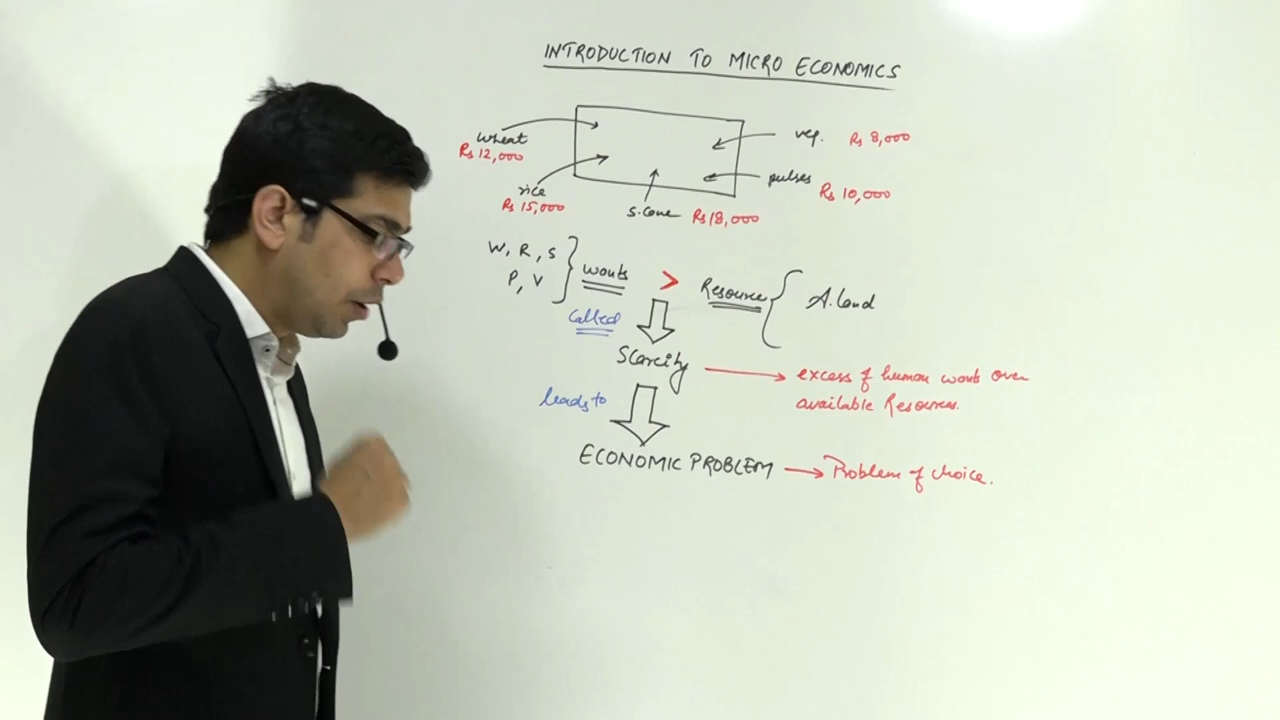 INTRODUCTION TO MICRO ECONOMICS
wheat
Rs 12,000
veg. Rs 8,000
rice
Rs 15,000
s.cane Rs 18,000
pulses
Rs 10,000
W, R, S
P, V
wants > Resource
A. land
Called
Scarcity
excess of human wants over
available Resources.
leads to
ECONOMIC PROBLEM
Problem of choice.